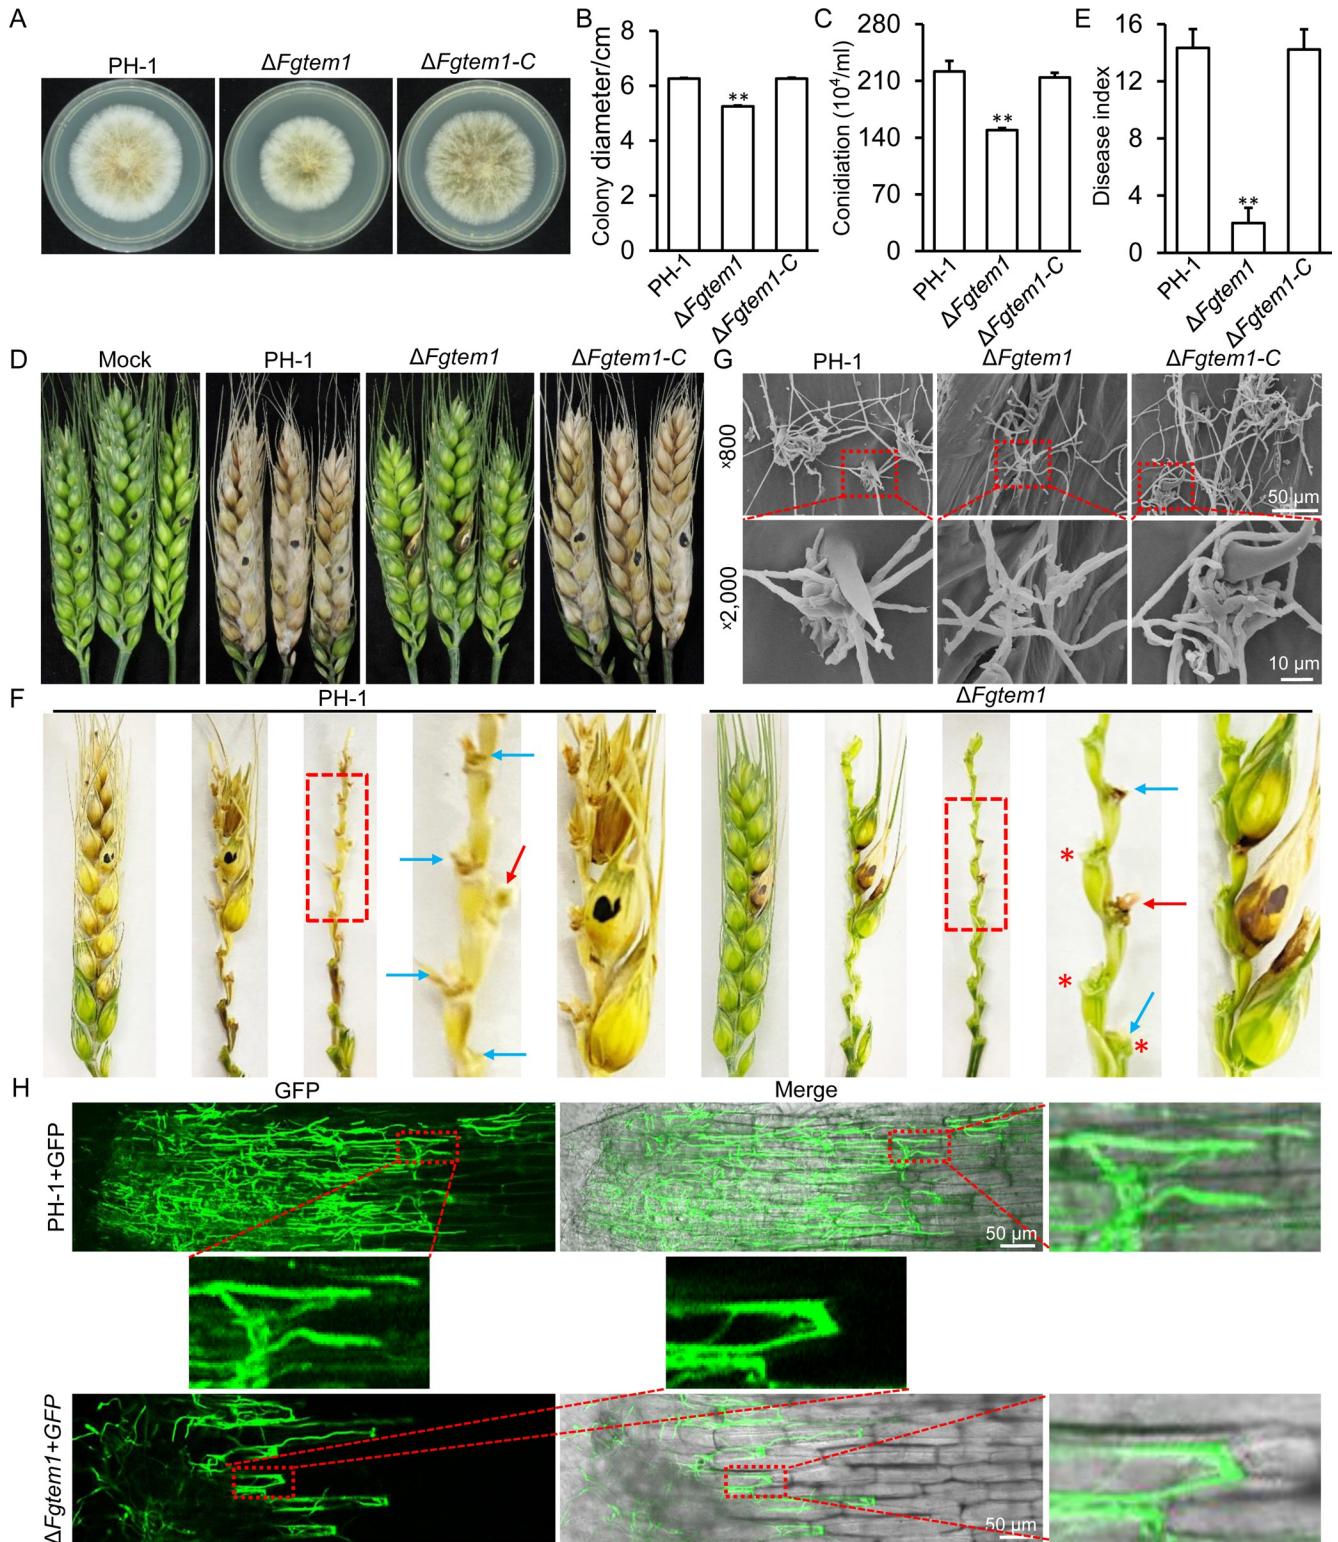 A
PH-1
ΔFgtem1
ΔFgtem1-C
B
Colony diameter/cm
8
6
4
2
0
PH-1
ΔFgtem1
ΔFgtem1-C
**
C
Conidiation (10⁴/ml)
280
210
140
70
0
PH-1
ΔFgtem1
ΔFgtem1-C
**
E
Disease index
16
12
8
4
0
PH-1
ΔFgtem1
ΔFgtem1-C
**
D
Mock
PH-1
ΔFgtem1
ΔFgtem1-C
G
PH-1
ΔFgtem1
ΔFgtem1-C
×800
50 µm
×2,000
10 µm
F
PH-1
ΔFgtem1
*
*
*
H
GFP
Merge
PH-1+GFP
50 µm
ΔFgtem1+GFP
50 µm